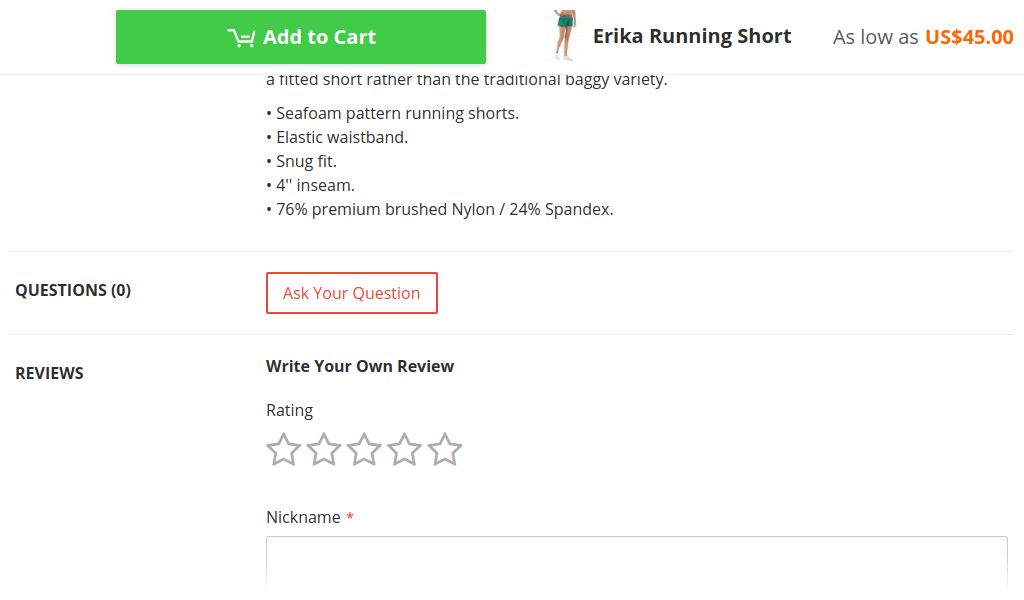 Add to Cart
Erika Running Short
As low as US$45.00
a fitted short rather than the traditional baggy variety.
• Seafoam pattern running shorts.
• Elastic waistband.
• Snug fit.
• 4'' inseam.
• 76% premium brushed Nylon / 24% Spandex.
QUESTIONS (0)
Ask Your Question
REVIEWS
Write Your Own Review
Rating
Nickname *